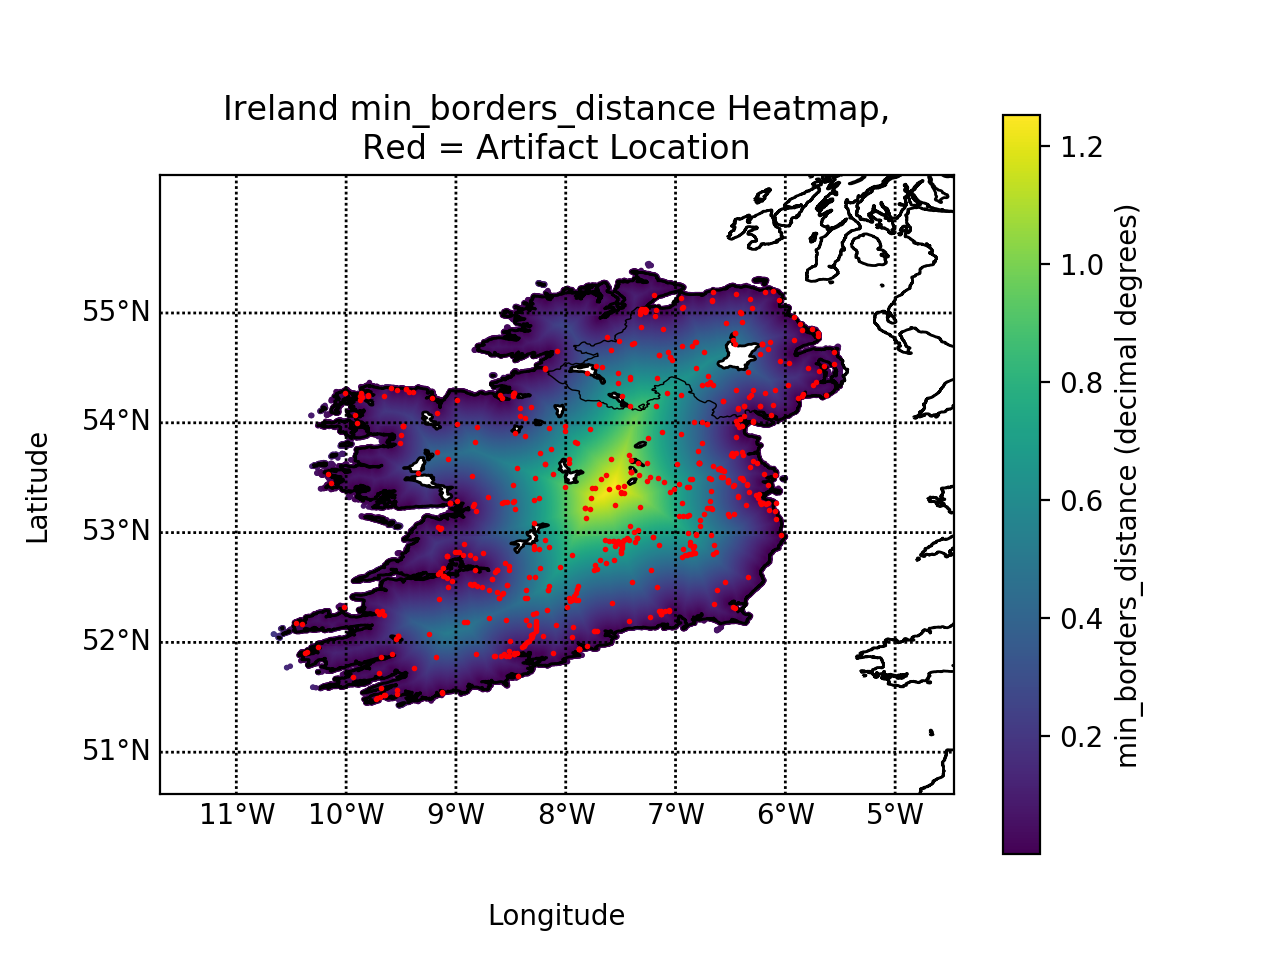 Ireland min_borders_distance Heatmap,
Red = Artifact Location
55°N
54°N
53°N
52°N
51°N
11°W 10°W 9°W 8°W 7°W 6°W 5°W
Latitude
Longitude
1.2
1.0
0.8
0.6
0.4
0.2
min_borders_distance (decimal degrees)